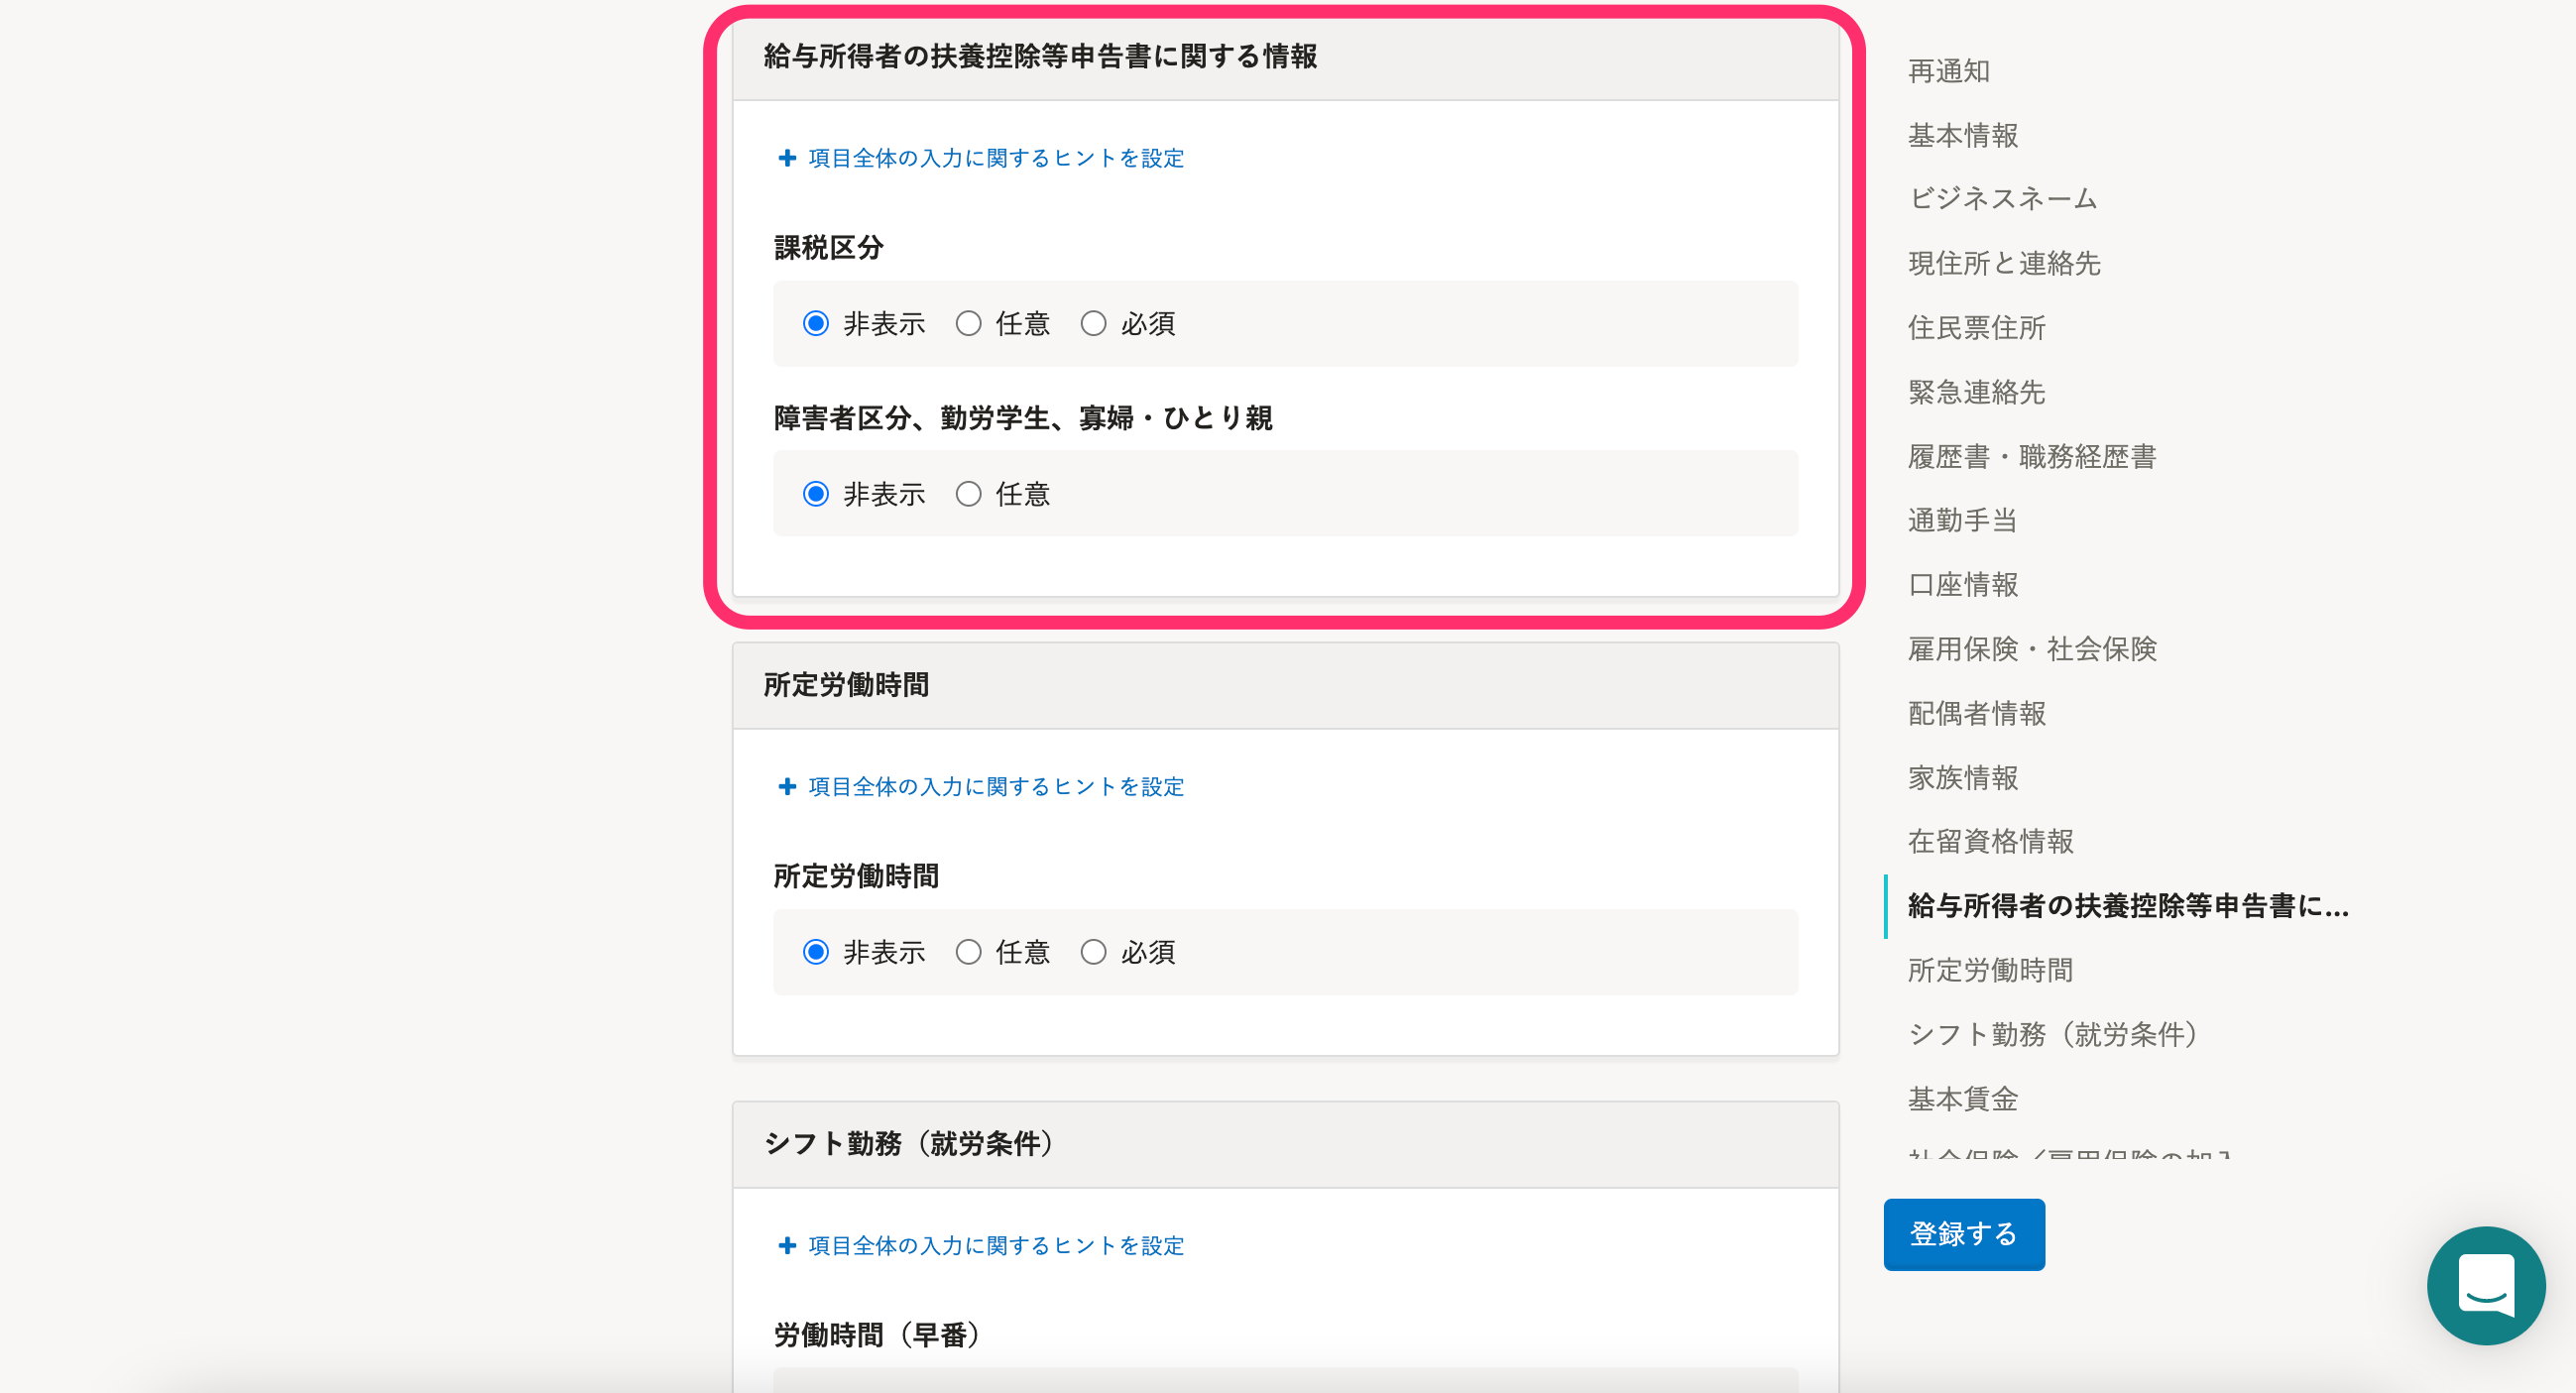 給与所得者の扶養控除等申告書に関する情報
項目全体の入力に関するヒントを設定
課税区分
非表示 任意 必須
障害者区分、勤労学生、寡婦・ひとり親
非表示 任意
所定労働時間
項目全体の入力に関するヒントを設定
所定労働時間
非表示 任意 必須
シフト勤務（就労条件）
項目全体の入力に関するヒントを設定
労働時間（早番）
再通知
基本情報
ビジネスネーム
現住所と連絡先
住民票住所
緊急連絡先
履歴書・職務経歴書
通勤手当
口座情報
雇用保険・社会保険
配偶者情報
家族情報
在留資格情報
給与所得者の扶養控除等申告書に...
所定労働時間
シフト勤務（就労条件）
基本賃金
社会保険／雇用保険の加入
登録する